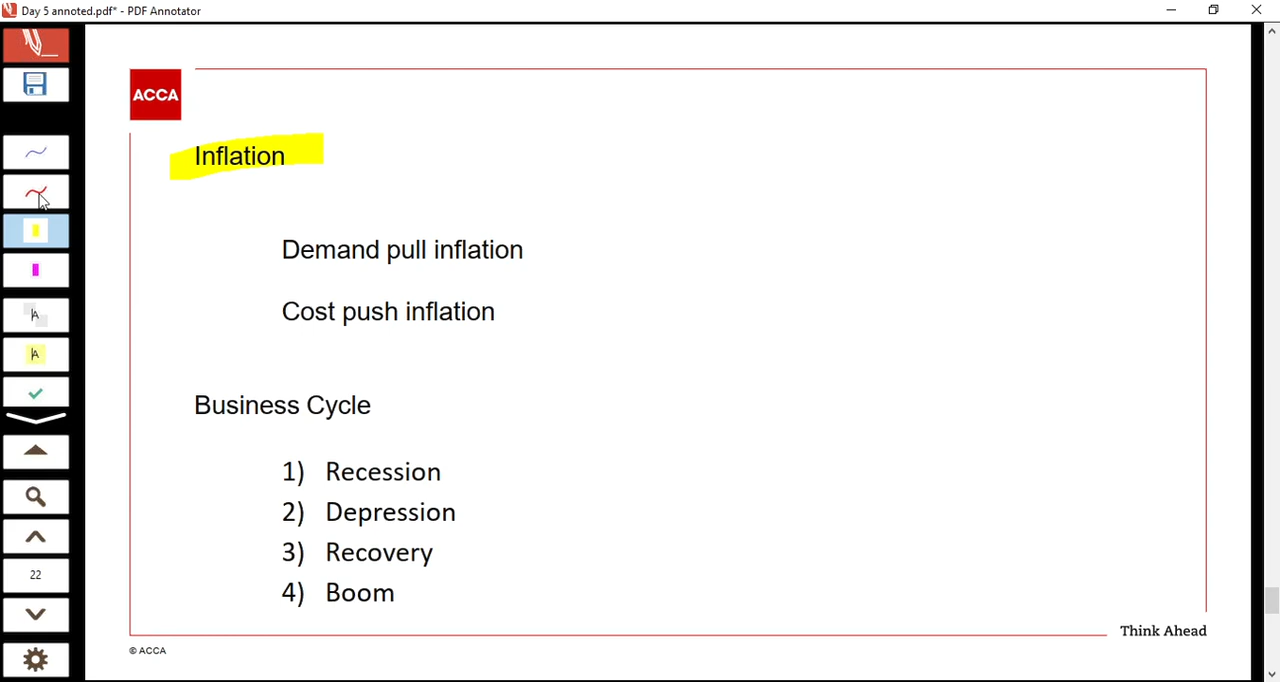 Day 5 annoted.pdf* - PDF Annotator
ACCA
Inflation
Demand pull inflation
Cost push inflation
Business Cycle
1) Recession
2) Depression
3) Recovery
4) Boom
22
Think Ahead
© ACCA